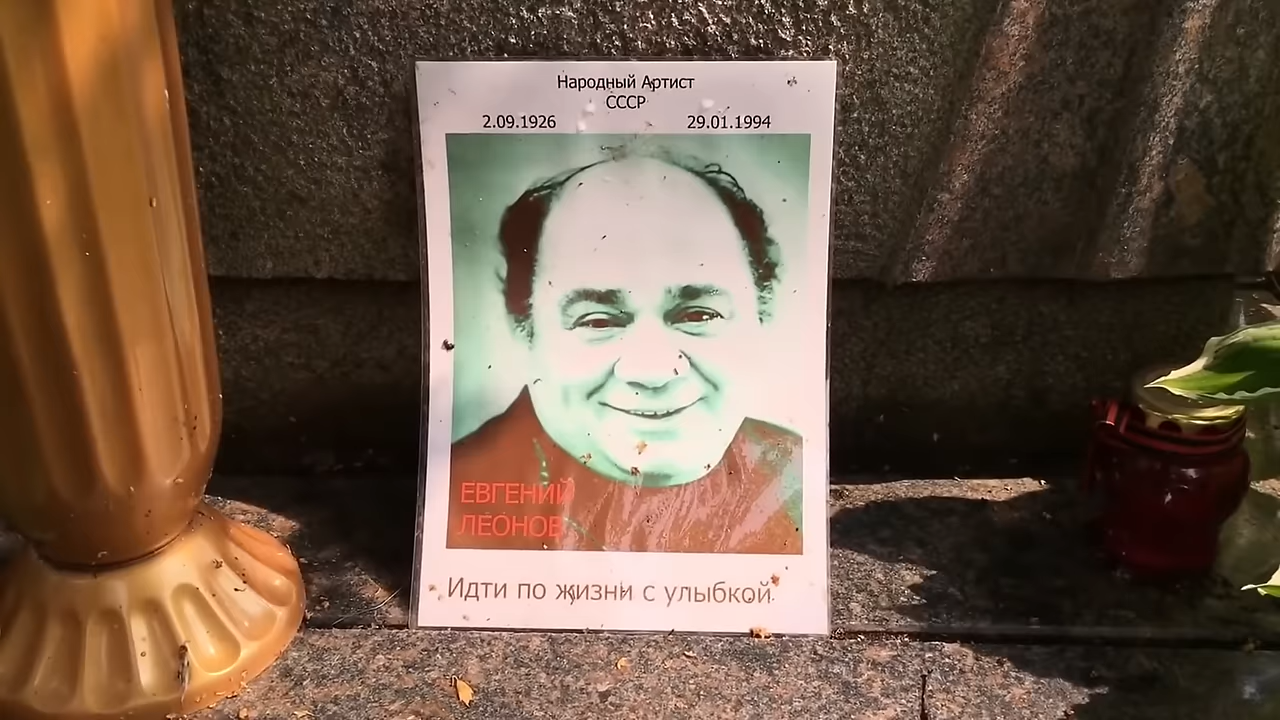 Народный Артист
СССР
2.09.1926 29.01.1994
ЕВГЕНИЙ
ЛЕОНОВ
Идти по жизни с улыбкой